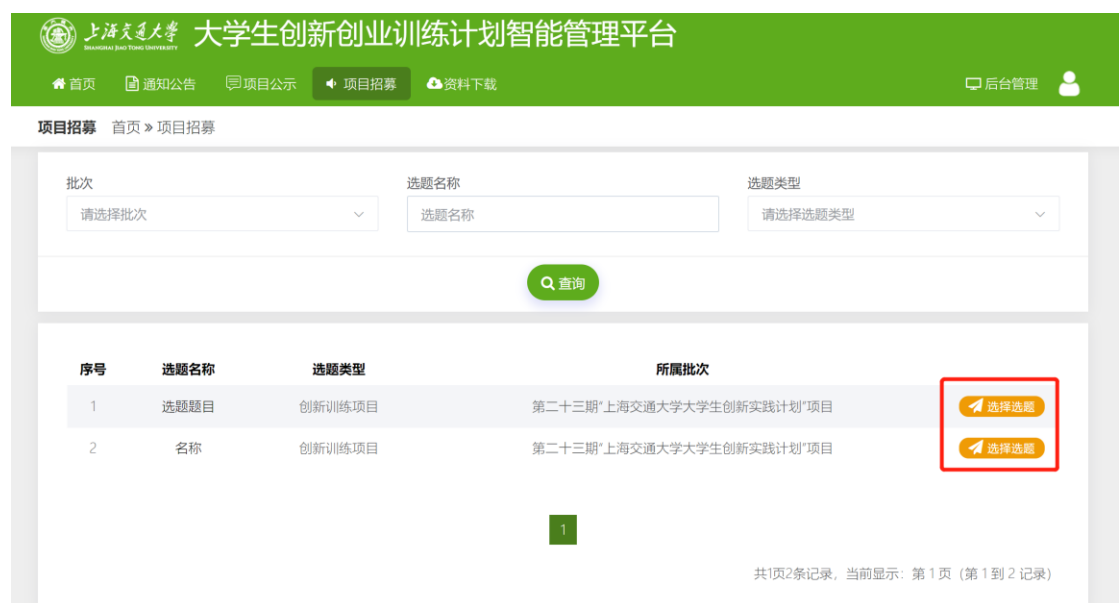 上海交通大学 大学生创新创业训练计划智能管理平台
SHANGHAI JIAO TONG UNIVERSITY
首页 通知公告 项目公示 项目招募 资料下载 后台管理
项目招募 首页 » 项目招募
批次 选题名称 选题类型
请选择批次 选题名称 请选择选题类型
查询
序号 选题名称 选题类型 所属批次
1 选题题目 创新训练项目 第二十三期"上海交通大学大学生创新实践计划"项目 选择选题
2 名称 创新训练项目 第二十三期"上海交通大学大学生创新实践计划"项目 选择选题
1
共1页2条记录, 当前显示: 第 1 页 (第 1 到 2 记录)